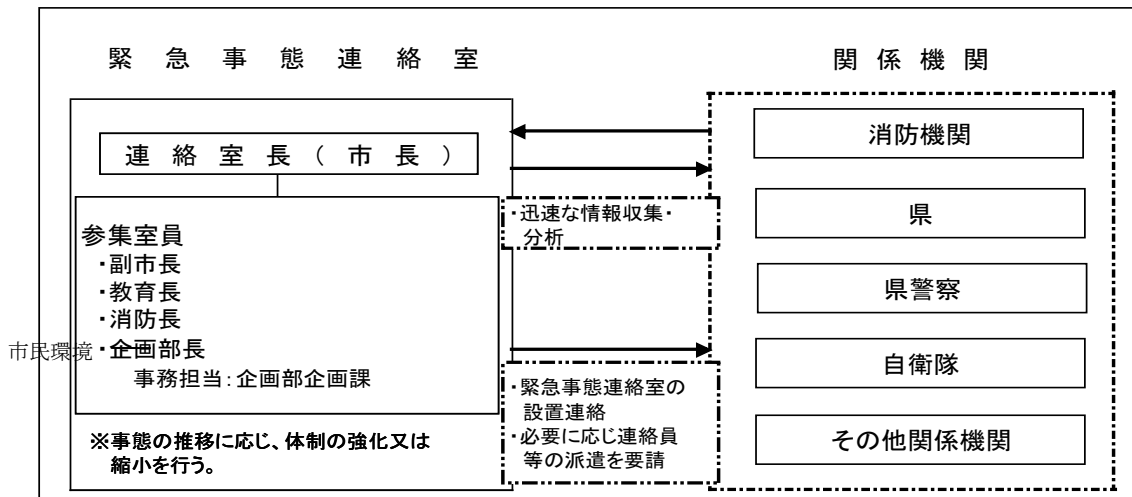 緊急事態連絡室
連絡室長(市長)
参集室員
・副市長
・教育長
・消防長
市民環境・企画部長
事務担当:企画部企画課
※事態の推移に応じ、体制の強化又は
縮小を行う。
・迅速な情報収集・
分析
・緊急事態連絡室の
設置連絡
・必要に応じ連絡員
等の派遣を要請
関係機関
消防機関
県
県警察
自衛隊
その他関係機関